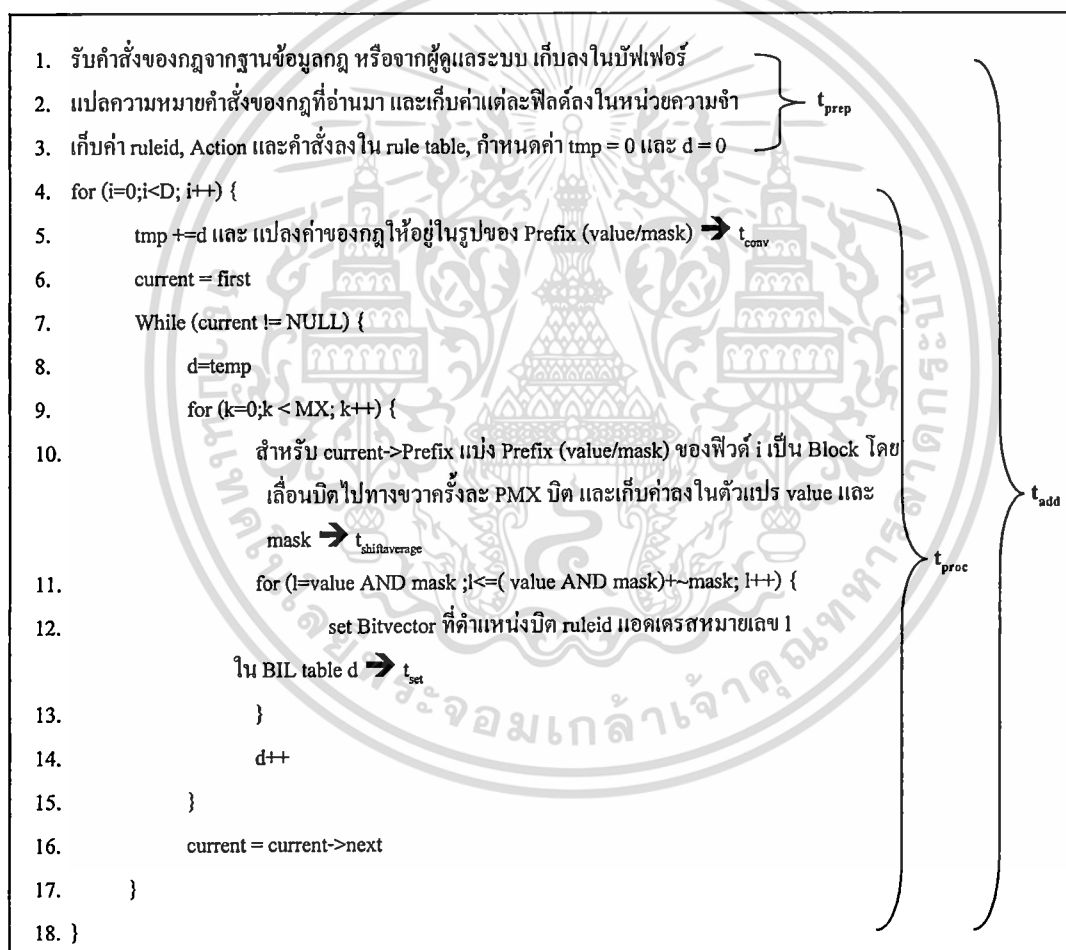 1. รับคำสั่งของกฎจากฐานข้อมูลกฎ หรือจากผู้ดูแลระบบ เก็บลงในบัฟเฟอร์
2. แปลความหมายคำสั่งของกฎที่อ่านมา และเก็บค่าแต่ละฟิลด์ลงในหน่วยความจำ
t_prep
3. เก็บค่า ruleid, Action และคำสั่งลงใน rule table, กำหนดค่า tmp = 0 และ d = 0
4. for (i=0;i<D; i++) {
5. tmp +=d และ แปลงค่าของกฎให้อยู่ในรูปของ Prefix (value/mask) ➔ t_conv
6. current = first
7. While (current != NULL) {
8. d=temp
9. for (k=0;k < MX; k++) {
10. สำหรับ current->Prefix แบ่ง Prefix (value/mask) ของฟิวด์ i เป็น Block โดย
เลื่อนบิตไปทางขวาครั้งละ PMX บิต และเก็บค่าลงในตัวแปร value และ
t_add
mask ➔ t_shiftaverage
t_proc
11. for (l=value AND mask ;l<=( value AND mask)+~mask; l++) {
12. set Bitvector ที่ตำแหน่งบิต ruleid แอดเดรสหมายเลข l
ใน BIL table d ➔ t_set
13. }
14. d++
15. }
16. current = current->next
17. }
18. }